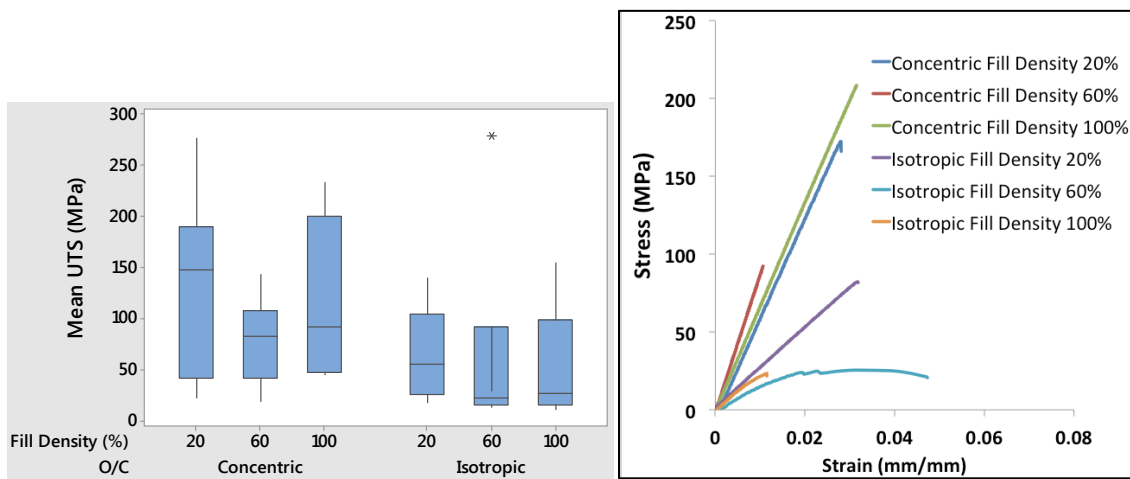 Mean UTS (MPa)
300
250
200
150
100
50
0
*
Fill Density (%) 20 60 100 20 60 100
O/C Concentric Isotropic
Stress (MPa)
250
200
150
100
50
0
Concentric Fill Density 20%
Concentric Fill Density 60%
Concentric Fill Density 100%
Isotropic Fill Density 20%
Isotropic Fill Density 60%
Isotropic Fill Density 100%
0 0.02 0.04 0.06 0.08
Strain (mm/mm)